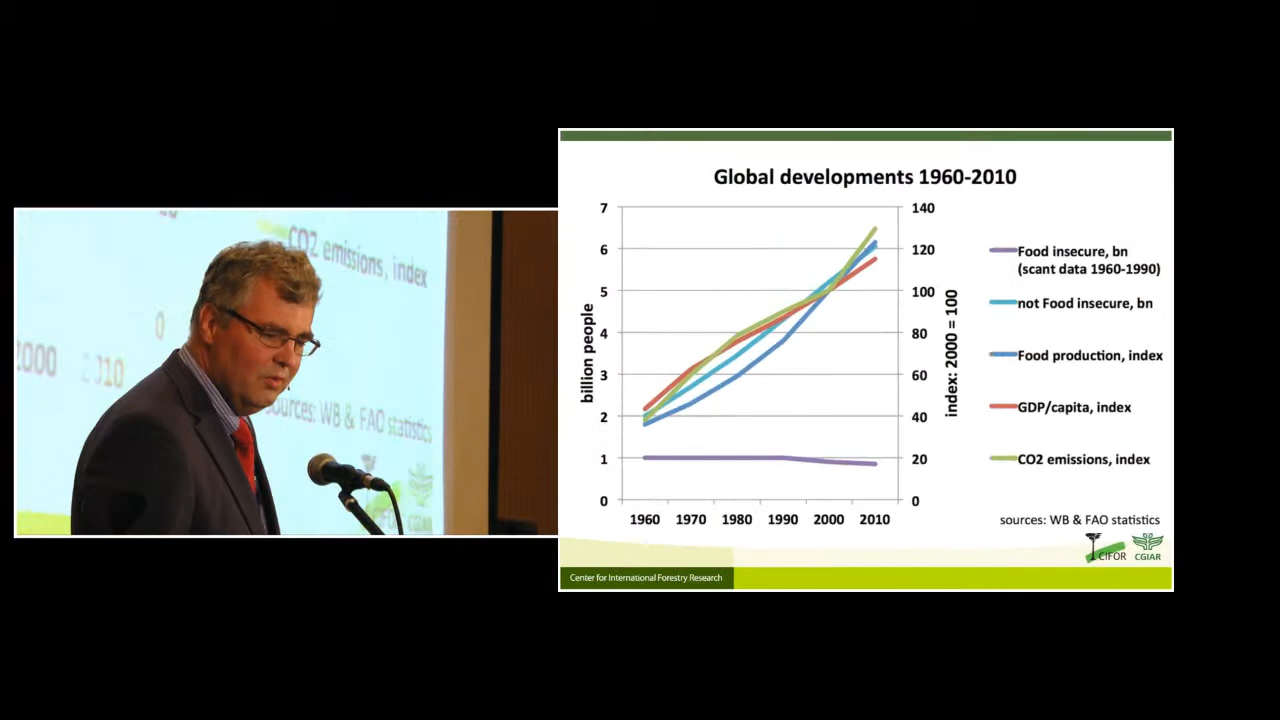 CO2 emissions, index
0
2000
2010
sources: WB & FAO statistics
CIFOR
CGIAR
Global developments 1960-2010
7
6
5
4
3
2
1
0
billion people
140
120
100
80
60
40
20
0
index: 2000 = 100
1960 1970 1980 1990 2000 2010
Food insecure, bn
(scant data 1960-1990)
not Food insecure, bn
Food production, index
GDP/capita, index
CO2 emissions, index
sources: WB & FAO statistics
CIFOR
CGIAR
Center for International Forestry Research